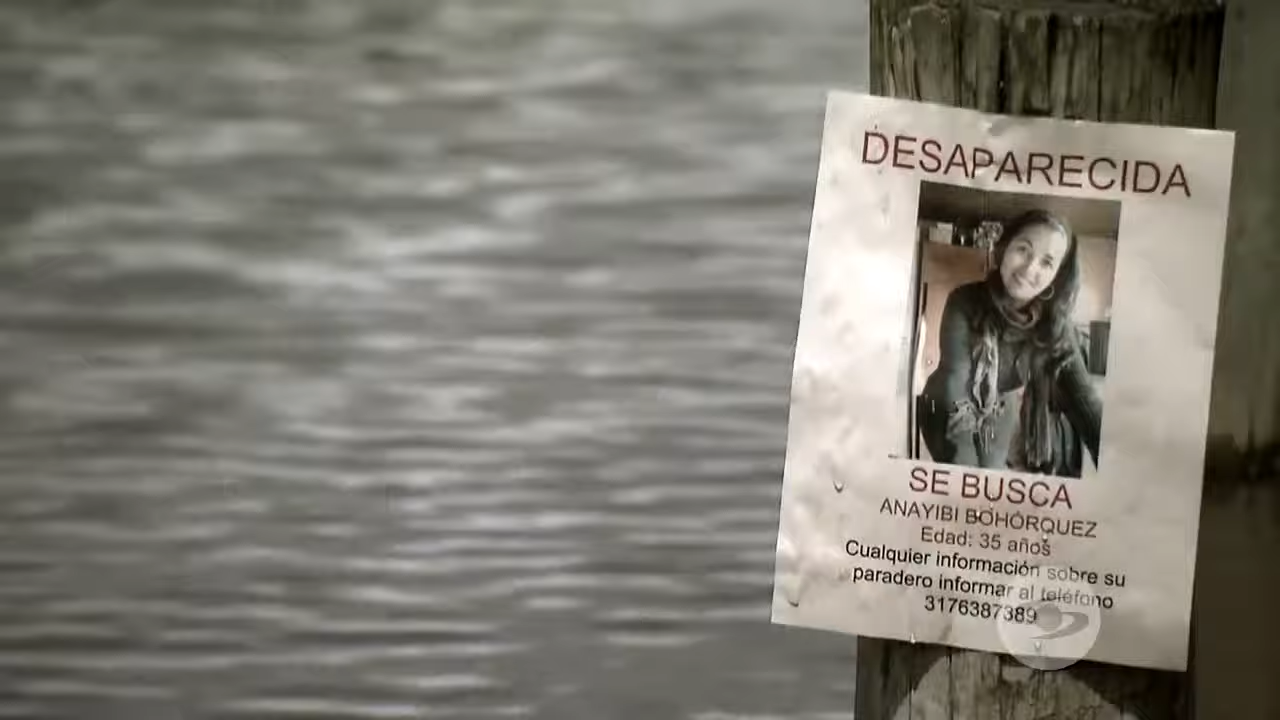 DESAPARECIDA
SE BUSCA
ANAYIBI BOHÓRQUEZ
Edad: 35 años
Cualquier información sobre su
paradero informar al teléfono
3176387389